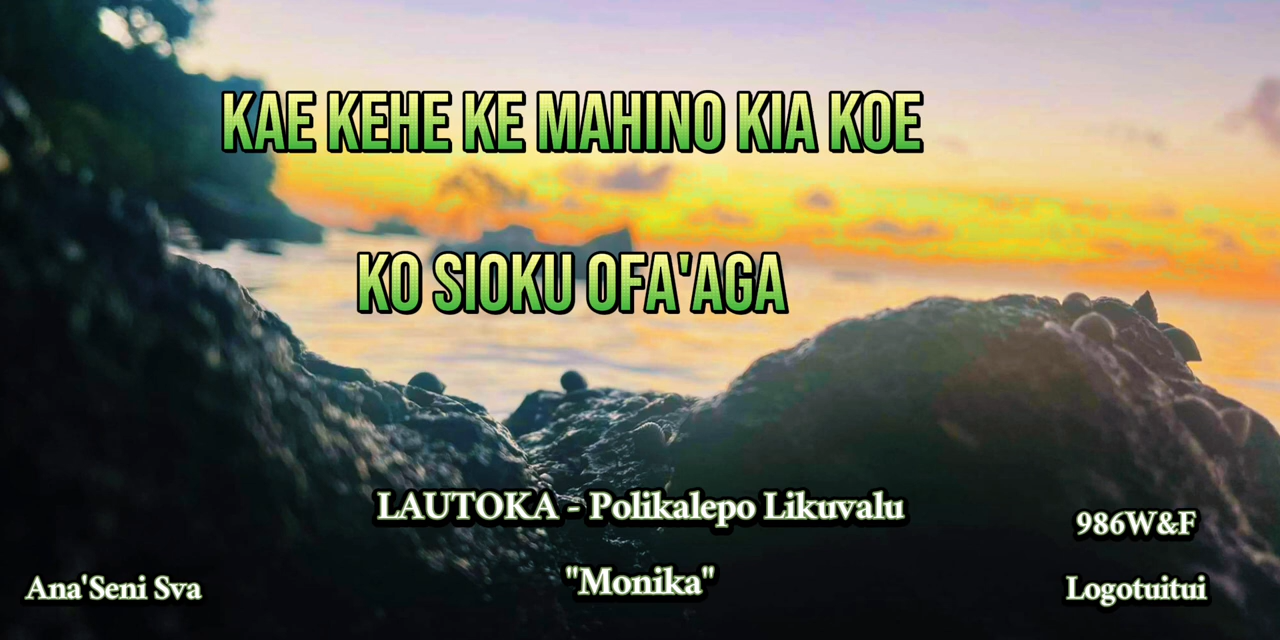 KAE KEHE KE MAHINO KIA KOE
KO SIOKU OFA'AGA
LAUTOKA - Polikalepo Likuvalu
"Monika"
986W&F
Ana'Seni Sva
Logotuitui